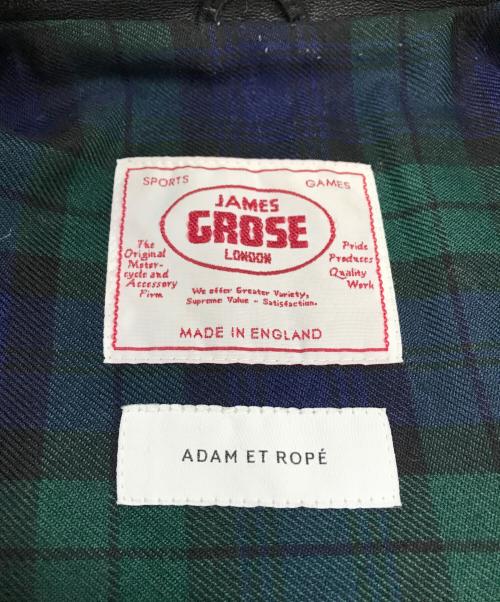 SPORTS GAMES
JAMES
GROSE
LONDON
The
Original
Motor-
cycle and
Accessory
Firm
Pride
Produces
Quality
Work
We offer Greater Variety,
Supreme Value - Satisfaction.
MADE IN ENGLAND
ADAM ET ROPÉ